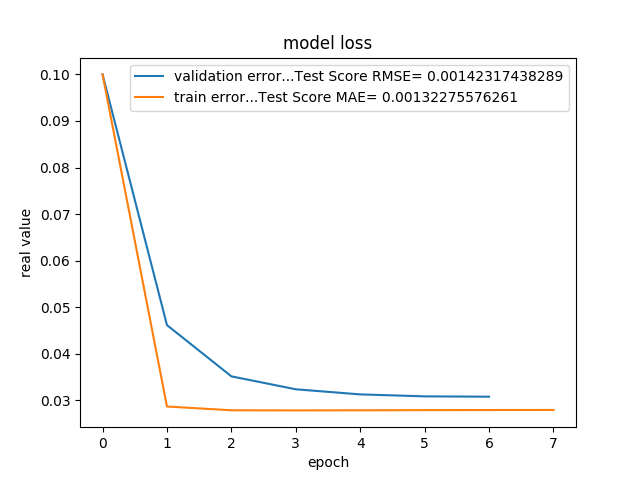 model loss
validation error...Test Score RMSE= 0.00142317438289
train error...Test Score MAE= 0.00132275576261
0.10
0.09
0.08
0.07
0.06
0.05
0.04
0.03
real value
0 1 2 3 4 5 6 7
epoch